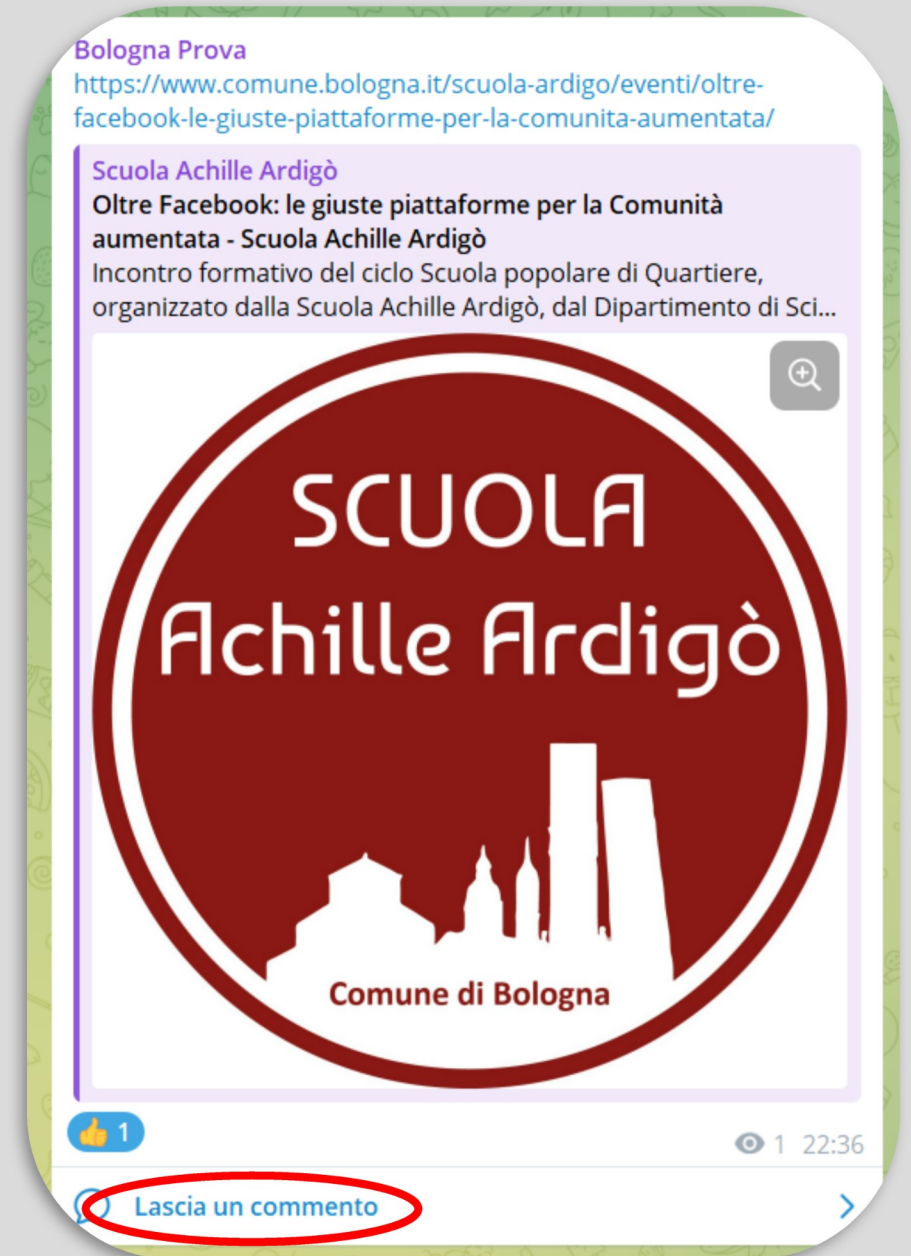 Bologna Prova
https://www.comune.bologna.it/scuola-ardigo/eventi/oltre-
facebook-le-giuste-piattaforme-per-la-comunita-aumentata/
Scuola Achille Ardigò
Oltre Facebook: le giuste piattaforme per la Comunità
aumentata - Scuola Achille Ardigò
Incontro formativo del ciclo Scuola popolare di Quartiere,
organizzato dalla Scuola Achille Ardigò, dal Dipartimento di Sci...
SCUOLA
Achille Ardigò
Comune di Bologna
👍 1
1 22:36
Lascia un commento